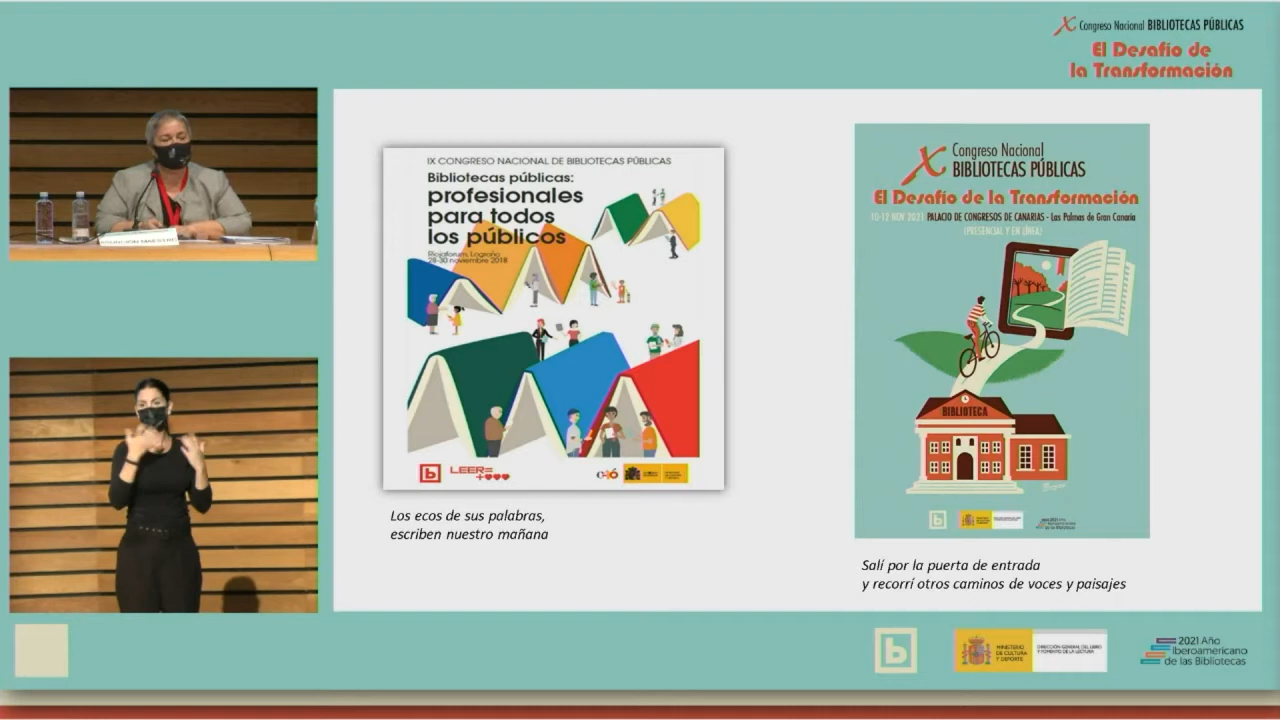 Congreso Nacional BIBLIOTECAS PÚBLICAS
El Desafío de
la Transformación
ASUNCIÓN MAESTRO
IX CONGRESO NACIONAL DE BIBLIOTECAS PÚBLICAS
Bibliotecas públicas:
profesionales
para todos
los públicos
Riojaforum, Logroño
28-30 noviembre 2018
b
LEER=
Los ecos de sus palabras,
escriben nuestro mañana
X Congreso Nacional
BIBLIOTECAS PÚBLICAS
El Desafío de la Transformación
10-12 NOV 2021 PALACIO DE CONGRESOS DE CANARIAS - Las Palmas de Gran Canaria
(PRESENCIAL Y EN LÍNEA)
BIBLIOTECA
b
Salí por la puerta de entrada
y recorrí otros caminos de voces y paisajes
b
MINISTERIO
DE CULTURA
Y DEPORTE
DIRECCIÓN GENERAL DEL LIBRO
Y FOMENTO DE LA LECTURA
2021 Año
Iberoamericano
de las Bibliotecas